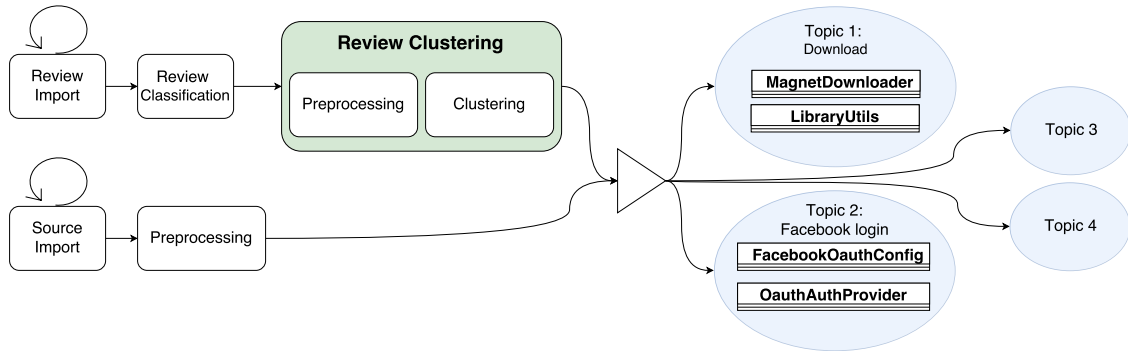 Review
Import
Review
Classification
Review Clustering
Preprocessing
Clustering
Source
Import
Preprocessing
Topic 1:
Download
MagnetDownloader
LibraryUtils
Topic 2:
Facebook login
FacebookOauthConfig
OauthAuthProvider
Topic 3
Topic 4